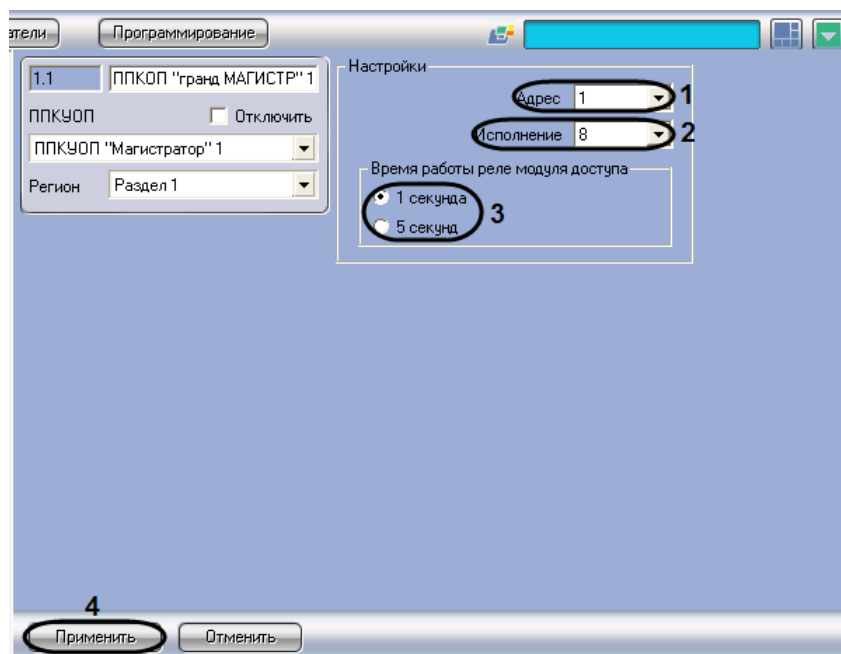 атели
Программирование
1.1
ППКОП "гранд МАГИСТР" 1
ППКУОП
Отключить
ППКУОП "Магистратор" 1
Регион
Раздел 1
Настройки
Адрес 1
1
Исполнение 8
2
Время работы реле модуля доступа
1 секунда
5 секунд
3
4
Применить
Отменить